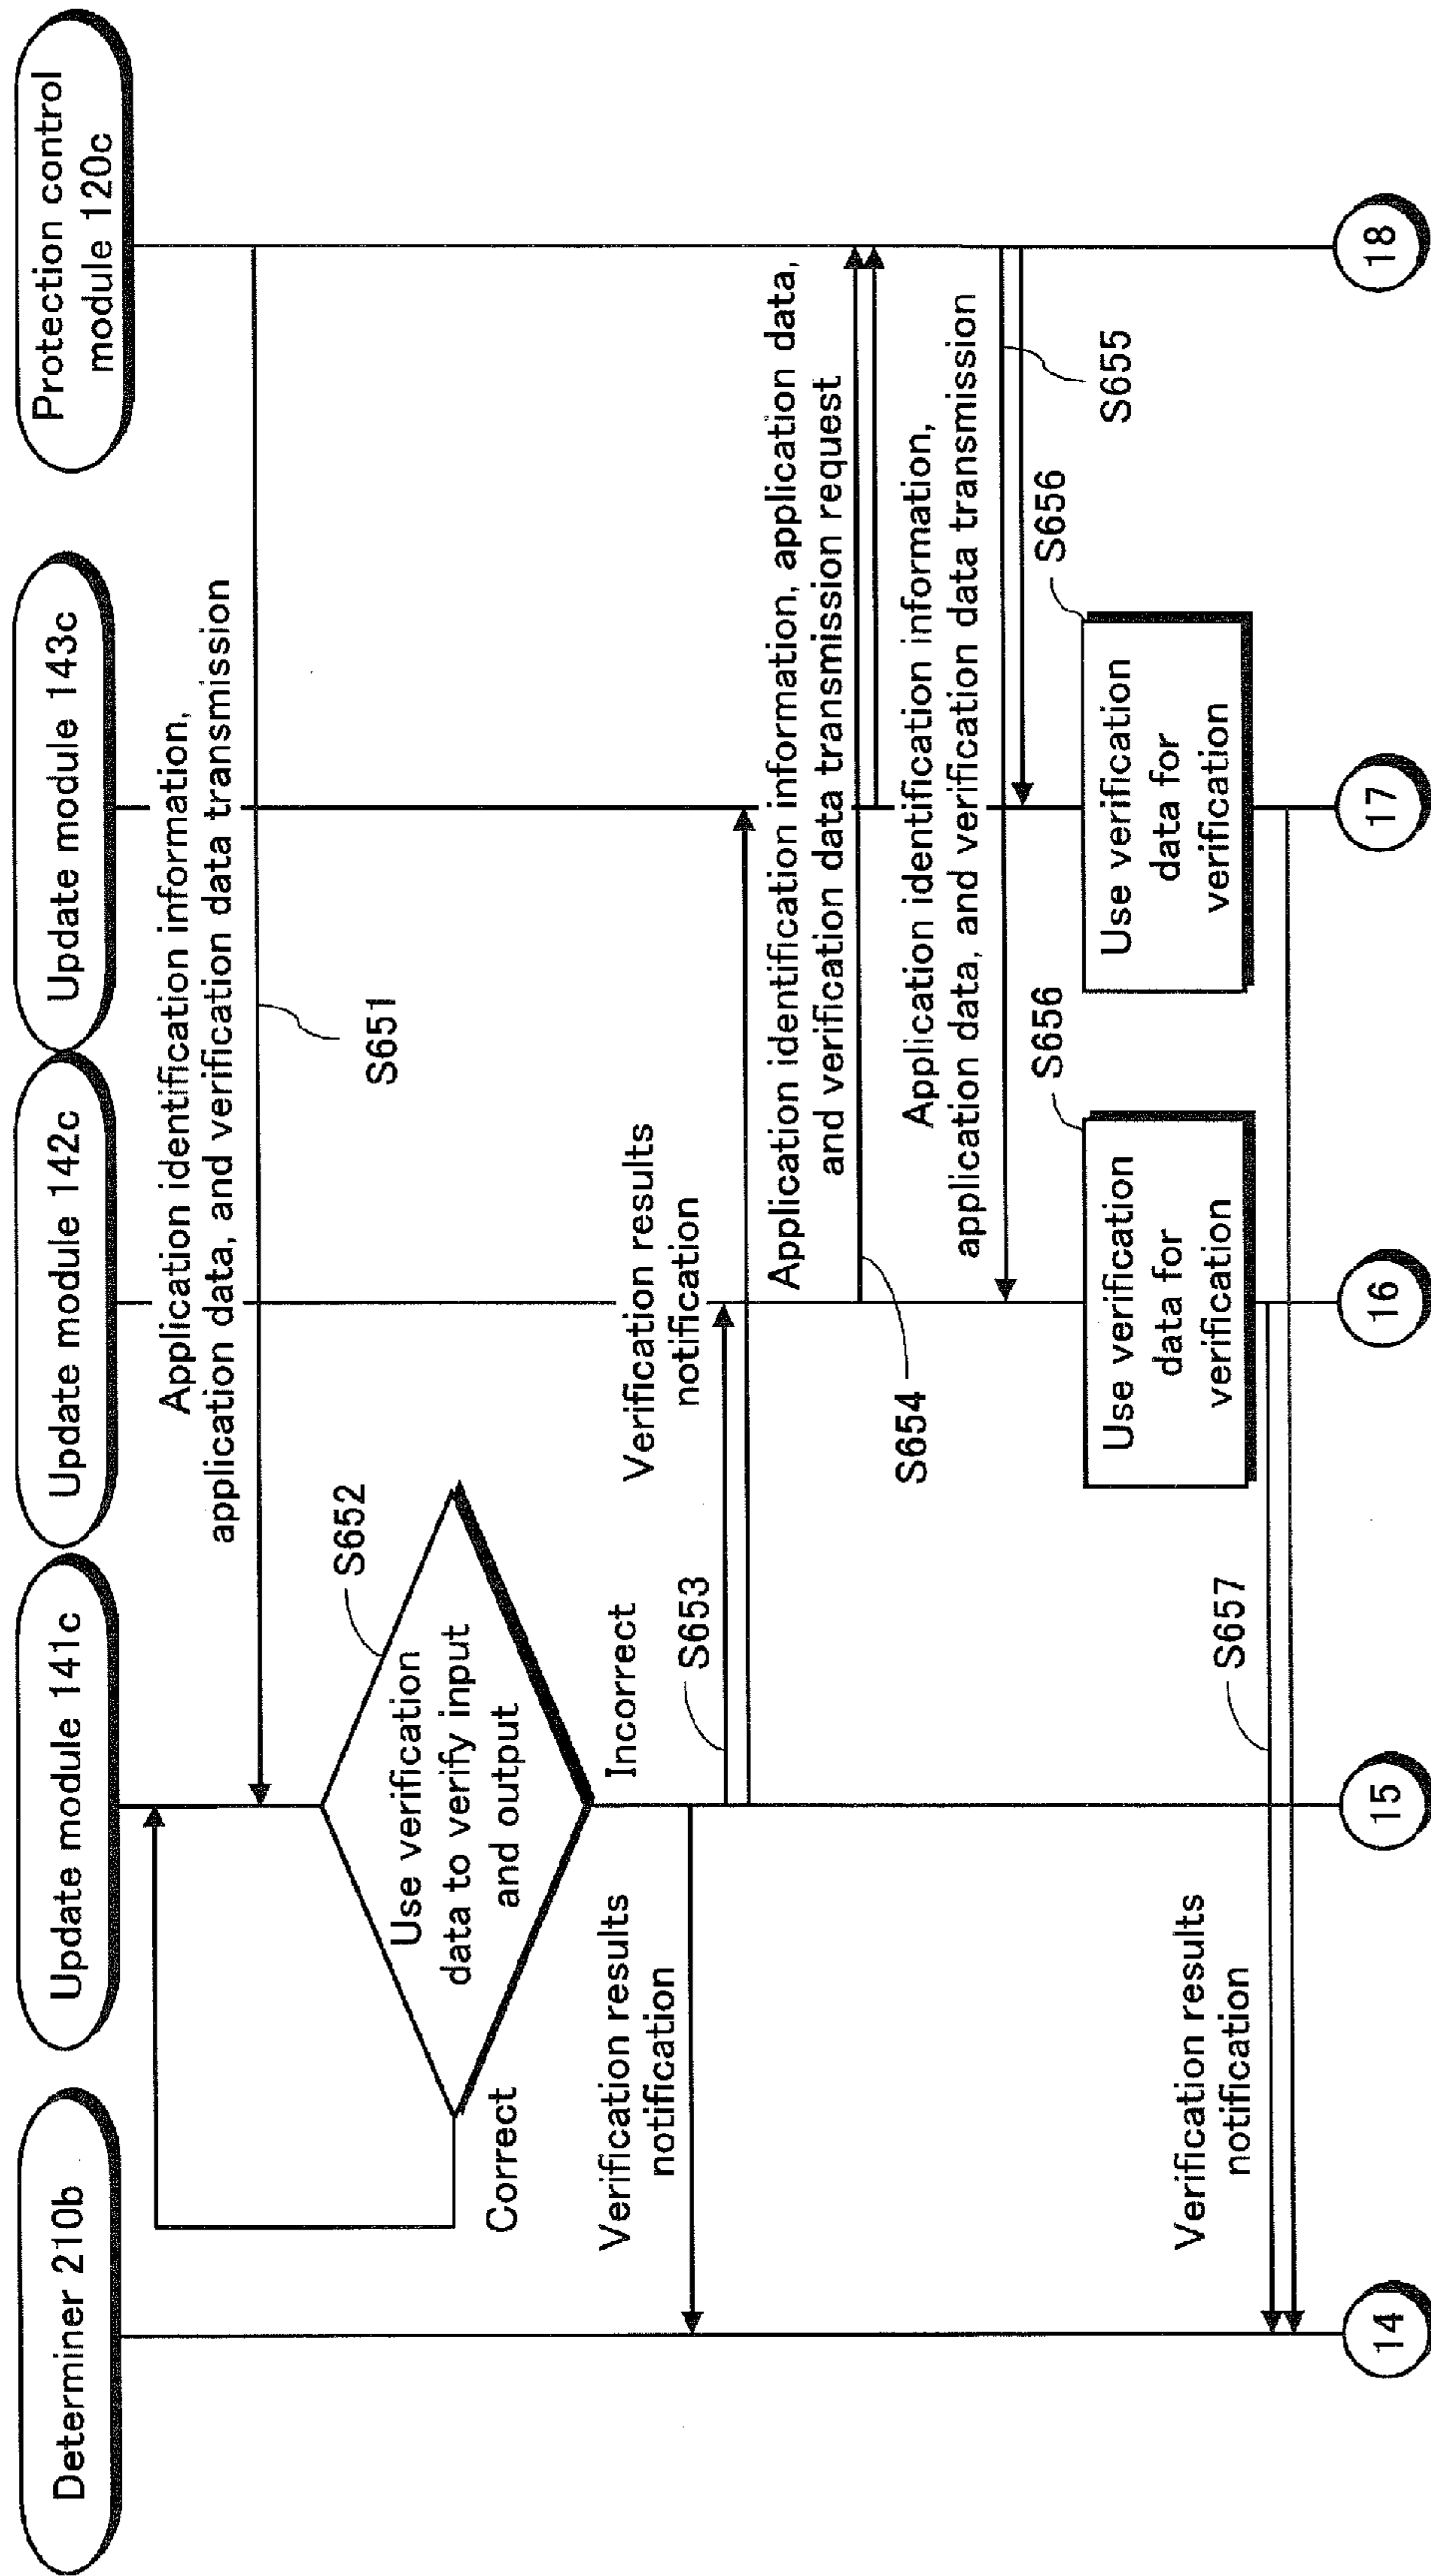 Determiner 210b
Update module 141c
Update module 142c
Update module 143c
Protection control
module 120c
Application identification information,
application data, and verification data transmission
S651
S652
Use verification
data to verify input
and output
Correct
Incorrect
Verification results
notification
S653
Verification results
notification
Application identification information, application data,
and verification data transmission request
S654
Application identification information,
application data, and verification data transmission
S655
S656
Use verification
data for
verification
S656
Use verification
data for
verification
Verification results
notification
S657
14
15
16
17
18